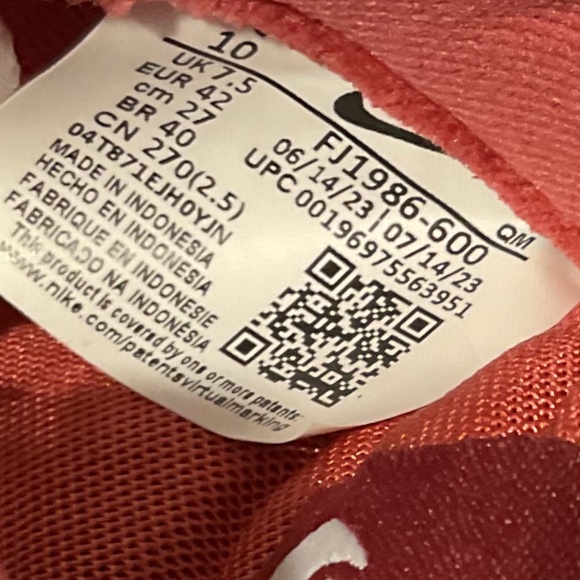 10
UK 7.5
EUR 42
cm 27
BR 40
CN 270(2.5)
04TB71EJH0YJN
MADE IN INDONESIA
HECHO EN INDONESIA
FABRIQUE EN INDONESIE
FABRICADO NA INDONÉSIA
This product is covered by one or more patents:
www.nike.com/patentsvirtualmarking
FJ1986-600
06/14/23 | 07/14/23
UPC 00196975563951
QM